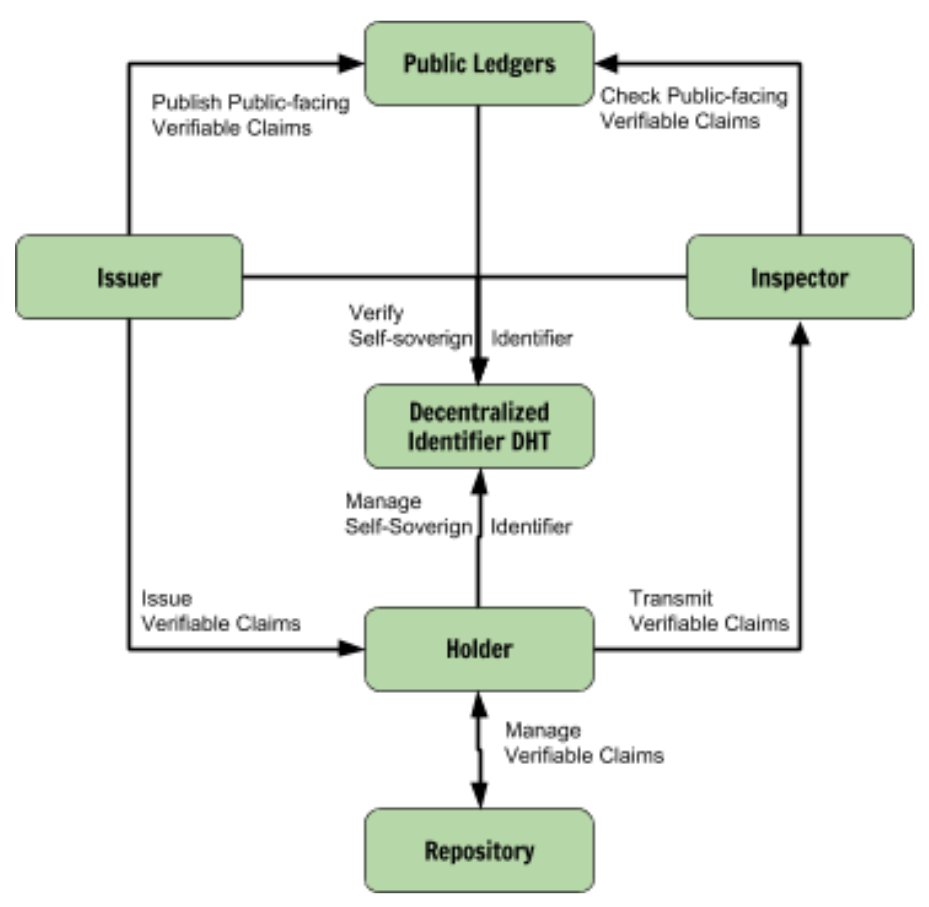 Public Ledgers
Publish Public-facing
Verifiable Claims
Check Public-facing
Verifiable Claims
Issuer
Inspector
Verify
Self-soverign Identifier
Decentralized
Identifier DHT
Manage
Self-Soverign Identifier
Issue
Verifiable Claims
Transmit
Verifiable Claims
Holder
Manage
Verifiable Claims
Repository